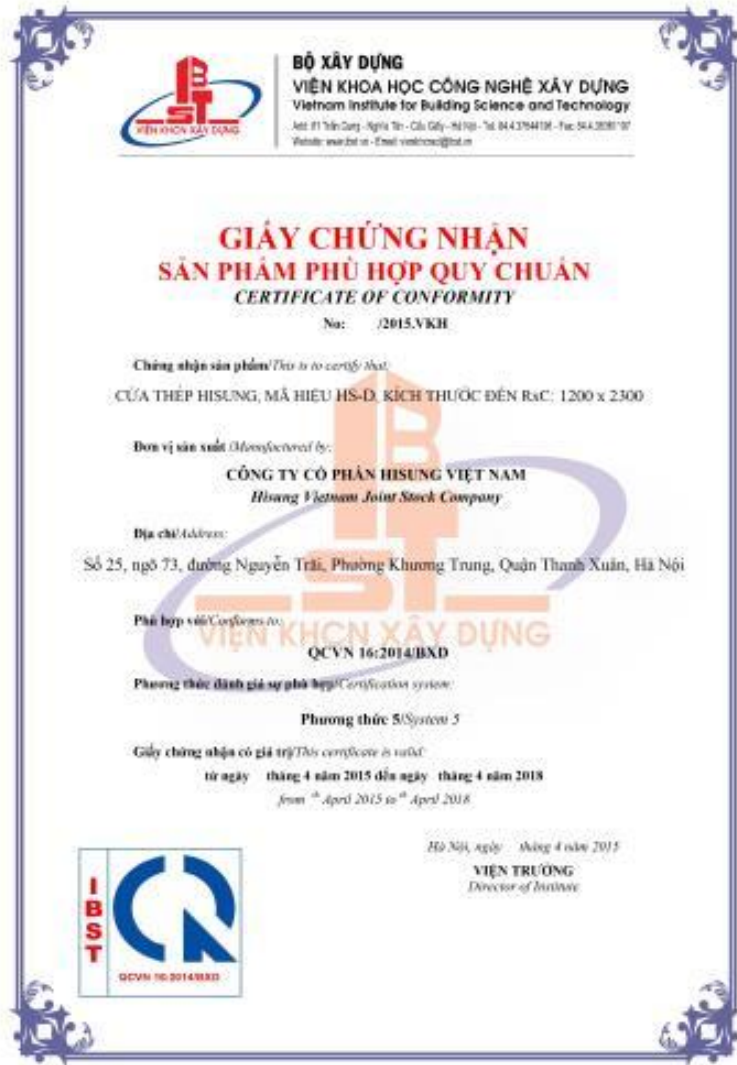 BST
VIỆN KHCN XÂY DỰNG
BỘ XÂY DỰNG
VIỆN KHOA HỌC CÔNG NGHỆ XÂY DỰNG
Vietnam Institute for Building Science and Technology
GIẤY CHỨNG NHẬN
SẢN PHẨM PHÙ HỢP QUY CHUẨN
CERTIFICATE OF CONFORMITY
No: /2015.VKH
Chứng nhận sản phẩm/This is to certify that:
CỬA THÉP HISUNG, MÃ HIỆU HS-D, KÍCH THƯỚC ĐẾN RxC: 1200 x 2300
Đơn vị sản xuất /Manufactured by:
CÔNG TY CỔ PHẦN HISUNG VIỆT NAM
Hisung Vietnam Joint Stock Company
Địa chỉ/Address:
Số 25, ngõ 73, đường Nguyễn Trãi, Phường Khương Trung, Quận Thanh Xuân, Hà Nội
Phù hợp với/Conforms to:
VIỆN KHCN XÂY DỰNG
QCVN 16:2014/BXD
Phương thức đánh giá sự phù hợp/Certification system:
Phương thức 5/System 5
Giấy chứng nhận có giá trị/This certificate is valid:
từ ngày tháng 4 năm 2015 đến ngày tháng 4 năm 2018
from th April 2015 to th April 2018
Hà Nội, ngày tháng 4 năm 2015
VIỆN TRƯỞNG
Director of Institute
IBST
QCVN 16:2014/BXD